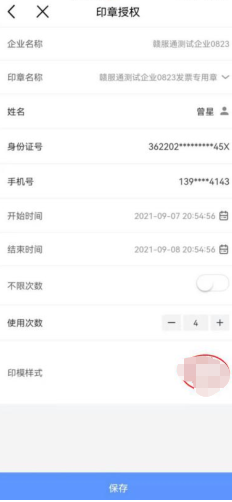 印章授权
企业名称 赣服通测试企业0823
印章名称 赣服通测试企业0823发票专用章
姓名 曾星
身份证号 362202*********45X
手机号 139****4143
开始时间 2021-09-07 20:54:56
结束时间 2021-09-08 20:54:56
不限次数
使用次数 4
印模样式
保存